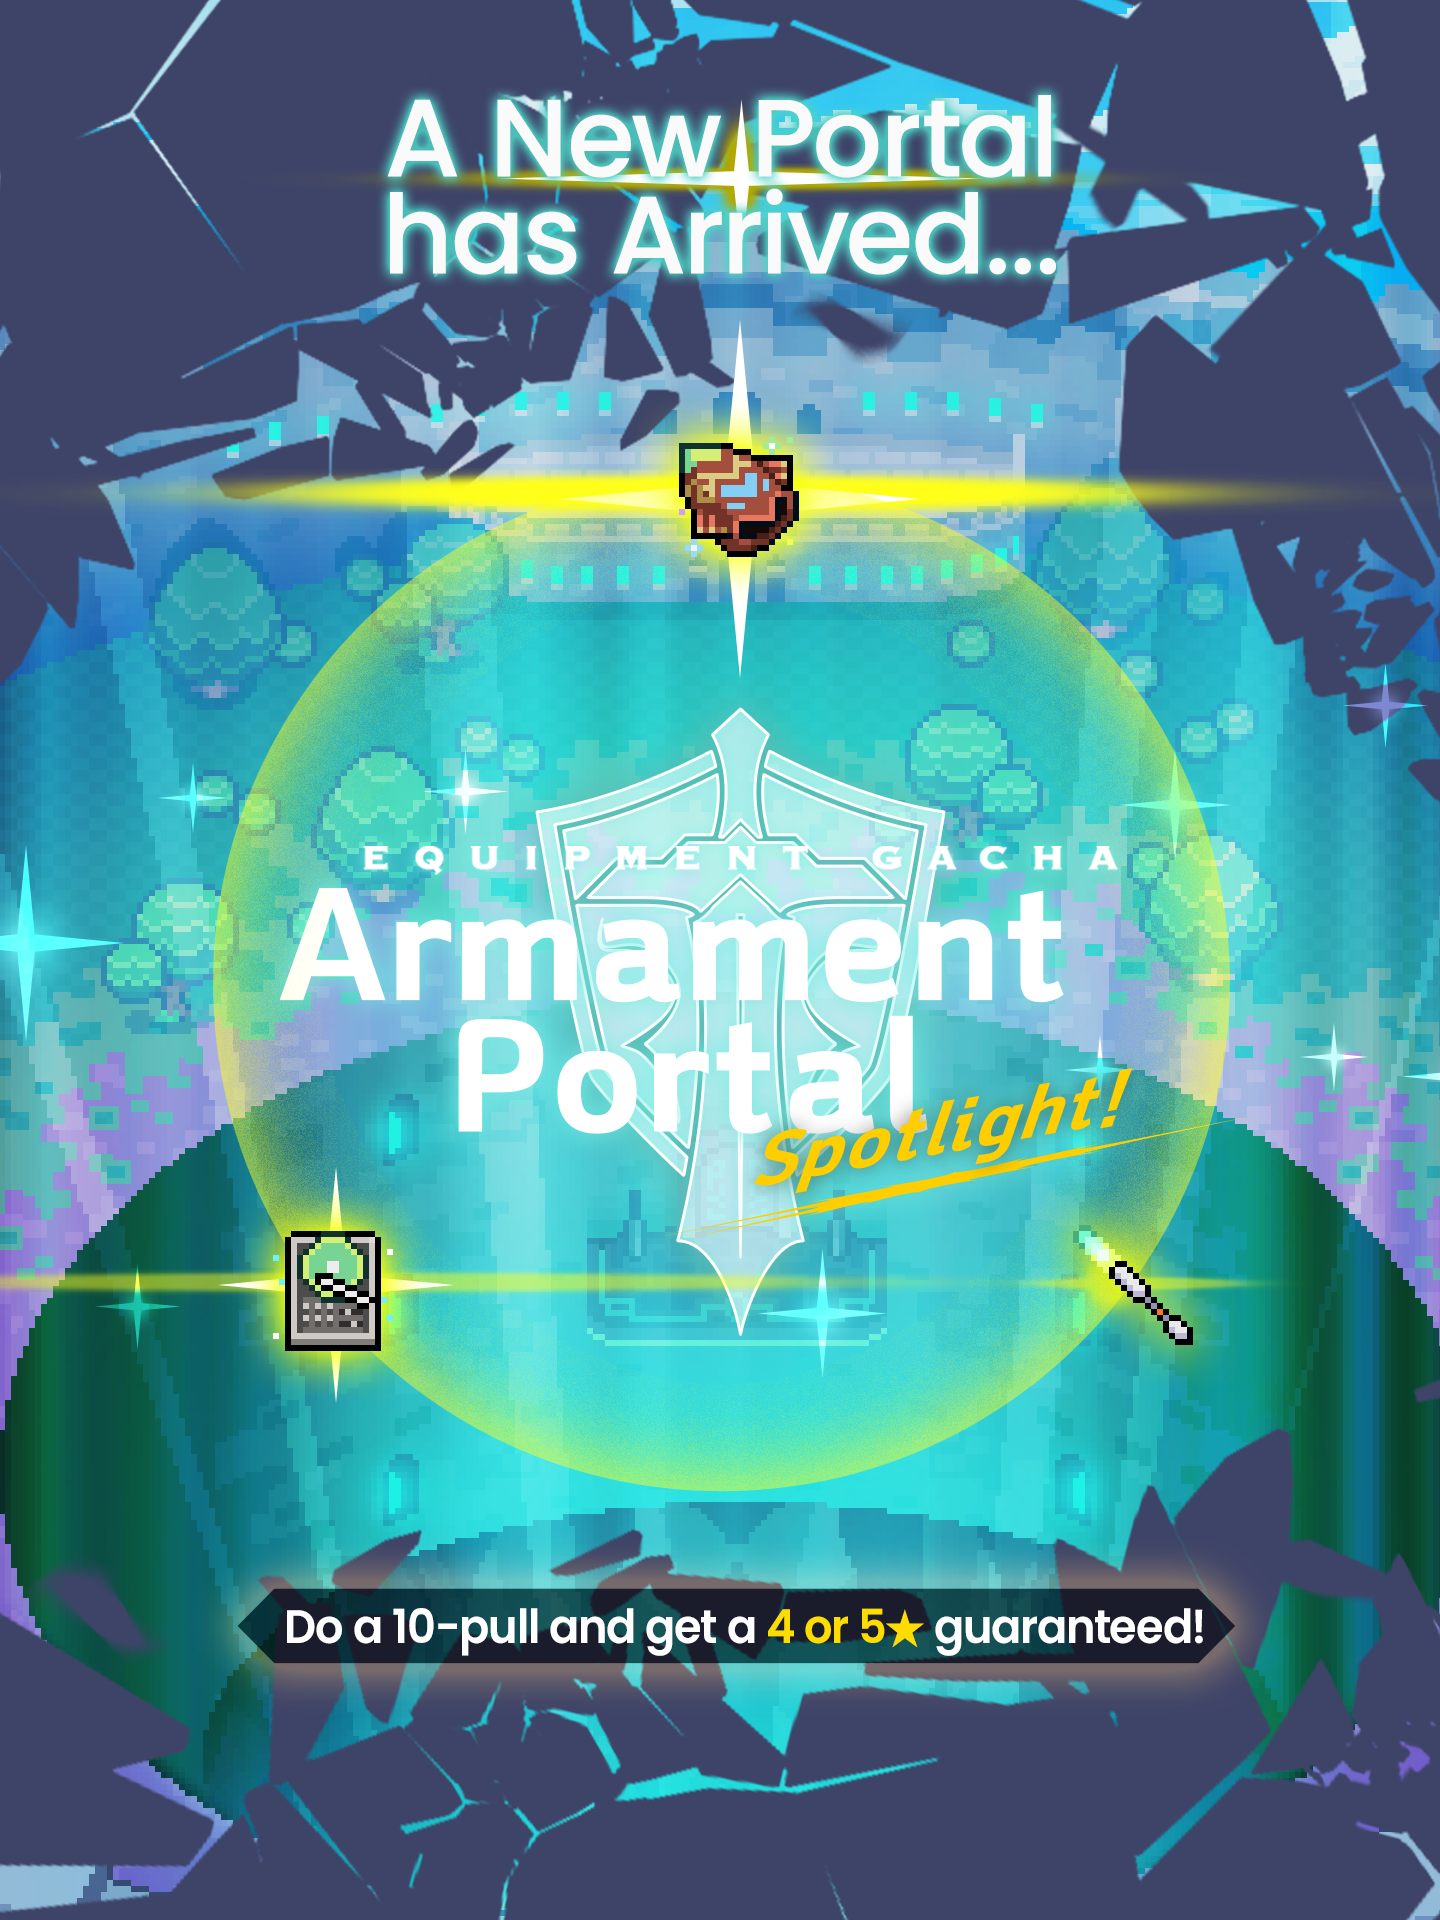 A New Portal
has Arrived...
EQUIPMENT GACHA
Armament
Portal
Spotlight!
Do a 10-pull and get a 4 or 5★ guaranteed!